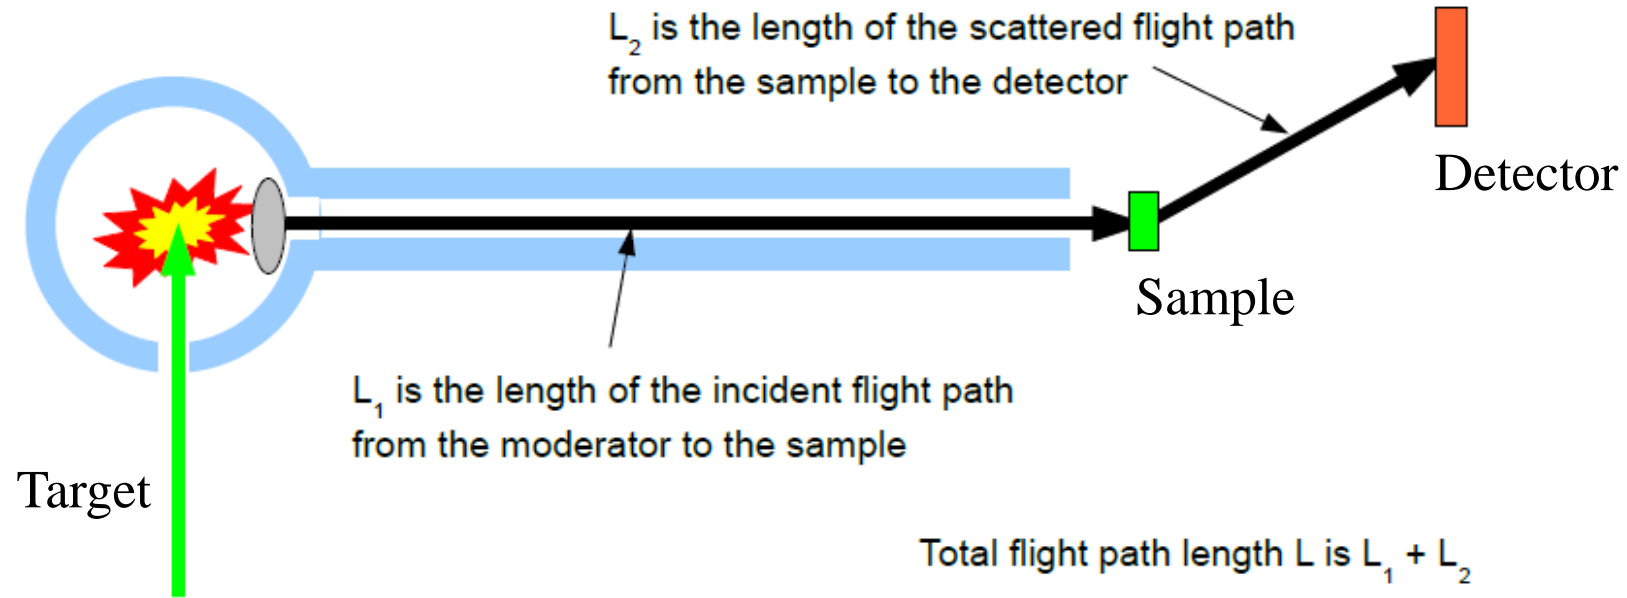 L₂ is the length of the scattered flight path
from the sample to the detector
Detector
Sample
L₁ is the length of the incident flight path
from the moderator to the sample
Target
Total flight path length L is L₁ + L₂